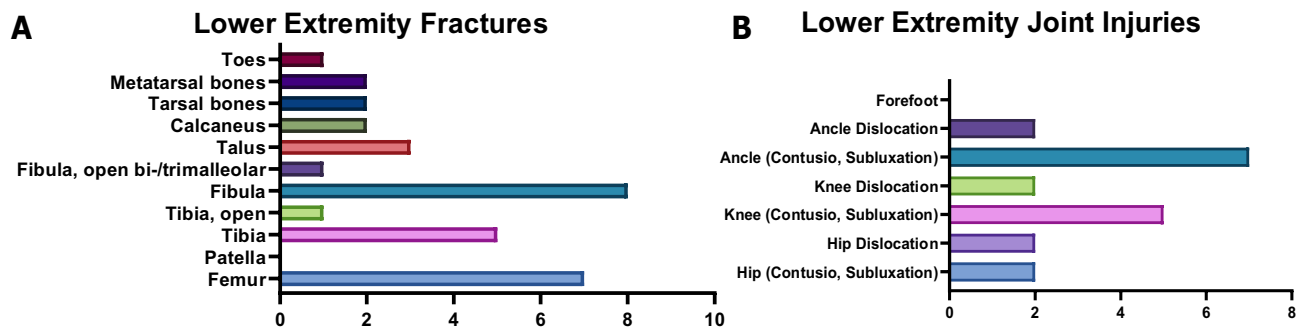 A
Lower Extremity Fractures
Toes
Metatarsal bones
Tarsal bones
Calcaneus
Talus
Fibula, open bi-/trimalleolar
Fibula
Tibia, open
Tibia
Patella
Femur
0 2 4 6 8 10
B
Lower Extremity Joint Injuries
Forefoot
Ancle Dislocation
Ancle (Contusio, Subluxation)
Knee Dislocation
Knee (Contusio, Subluxation)
Hip Dislocation
Hip (Contusio, Subluxation)
0 2 4 6 8